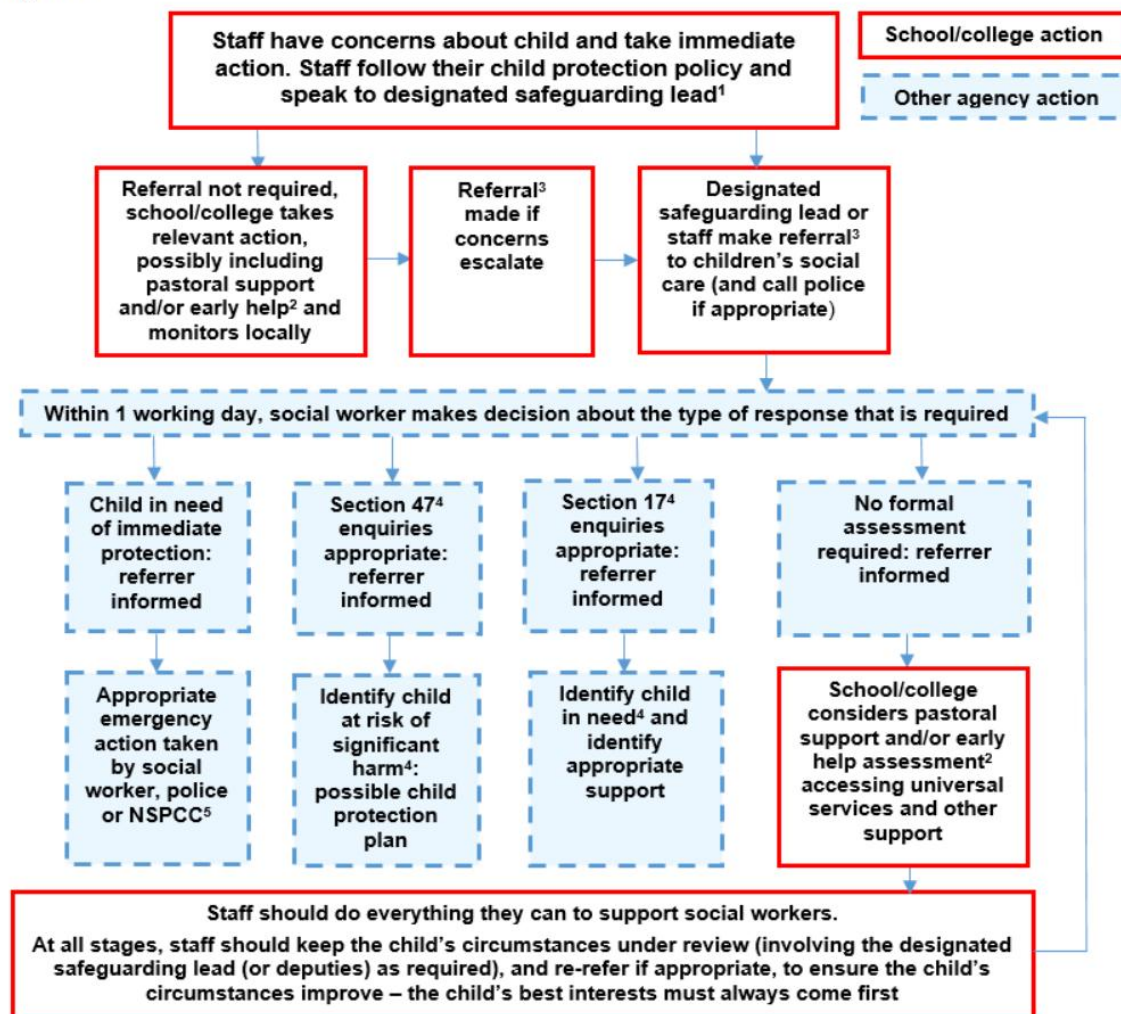 Staff have concerns about child and take immediate
action. Staff follow their child protection policy and
speak to designated safeguarding lead¹
School/college action
Other agency action
Referral not required,
school/college takes
relevant action,
possibly including
pastoral support
and/or early help² and
monitors locally
Referral³
made if
concerns
escalate
Designated
safeguarding lead or
staff make referral³
to children’s social
care (and call police
if appropriate)
Within 1 working day, social worker makes decision about the type of response that is required
Child in need
of immediate
protection:
referrer
informed
Section 47⁴
enquiries
appropriate:
referrer
informed
Section 17⁴
enquiries
appropriate:
referrer
informed
No formal
assessment
required: referrer
informed
Appropriate
emergency
action taken
by social
worker, police
or NSPCC⁵
Identify child
at risk of
significant
harm⁴:
possible child
protection
plan
Identify child
in need⁴ and
identify
appropriate
support
School/college
considers pastoral
support and/or early
help assessment²
accessing universal
services and other
support
Staff should do everything they can to support social workers.
At all stages, staff should keep the child’s circumstances under review (involving the designated
safeguarding lead (or deputies) as required), and re-refer if appropriate, to ensure the child’s
circumstances improve – the child’s best interests must always come first